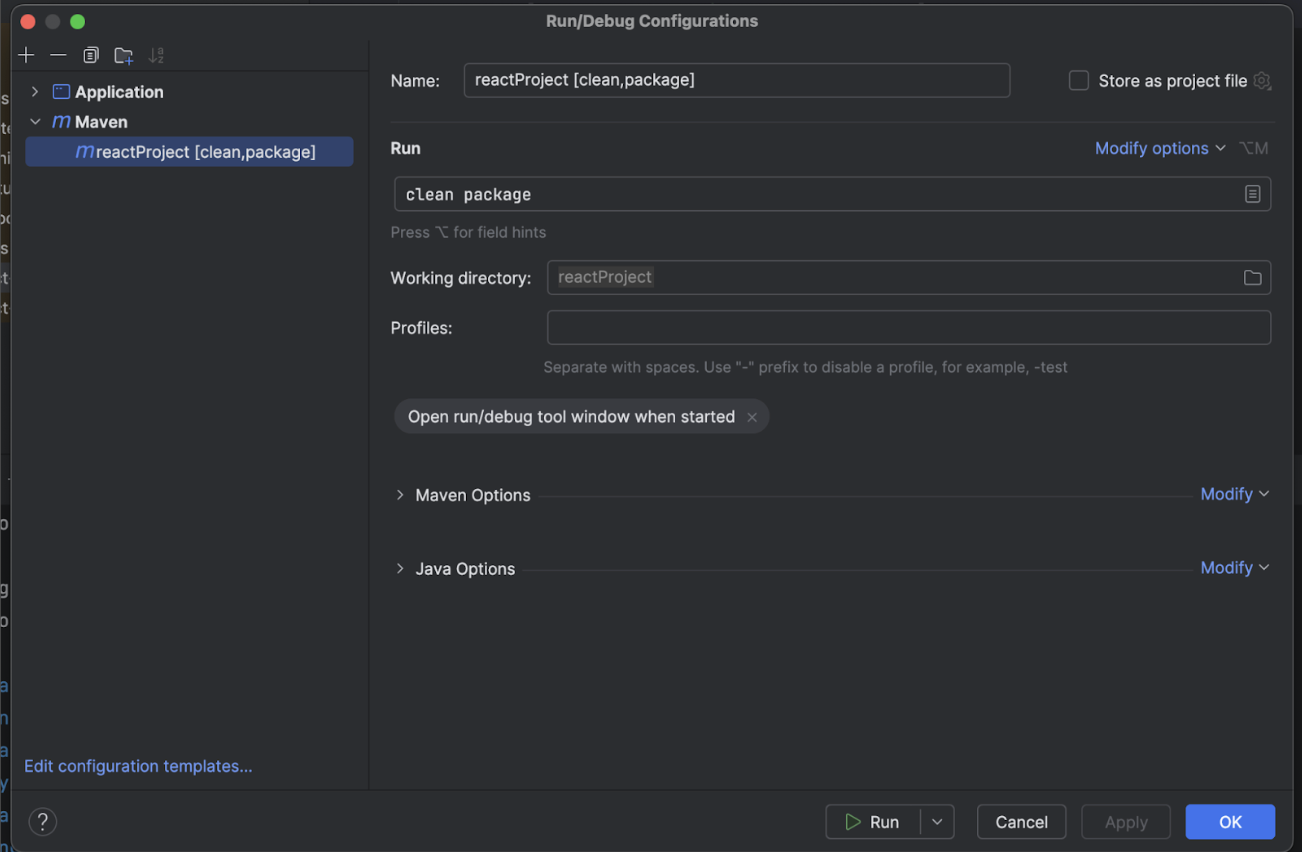 Run/Debug Configurations
Application
Maven
reactProject [clean,package]
Edit configuration templates...
Name: reactProject [clean,package] Store as project file
Run Modify options ⌥M
clean package
Press ⌥ for field hints
Working directory: reactProject
Profiles:
Separate with spaces. Use "-" prefix to disable a profile, for example, -test
Open run/debug tool window when started ×
Maven Options Modify
Java Options Modify
? Run Cancel Apply OK